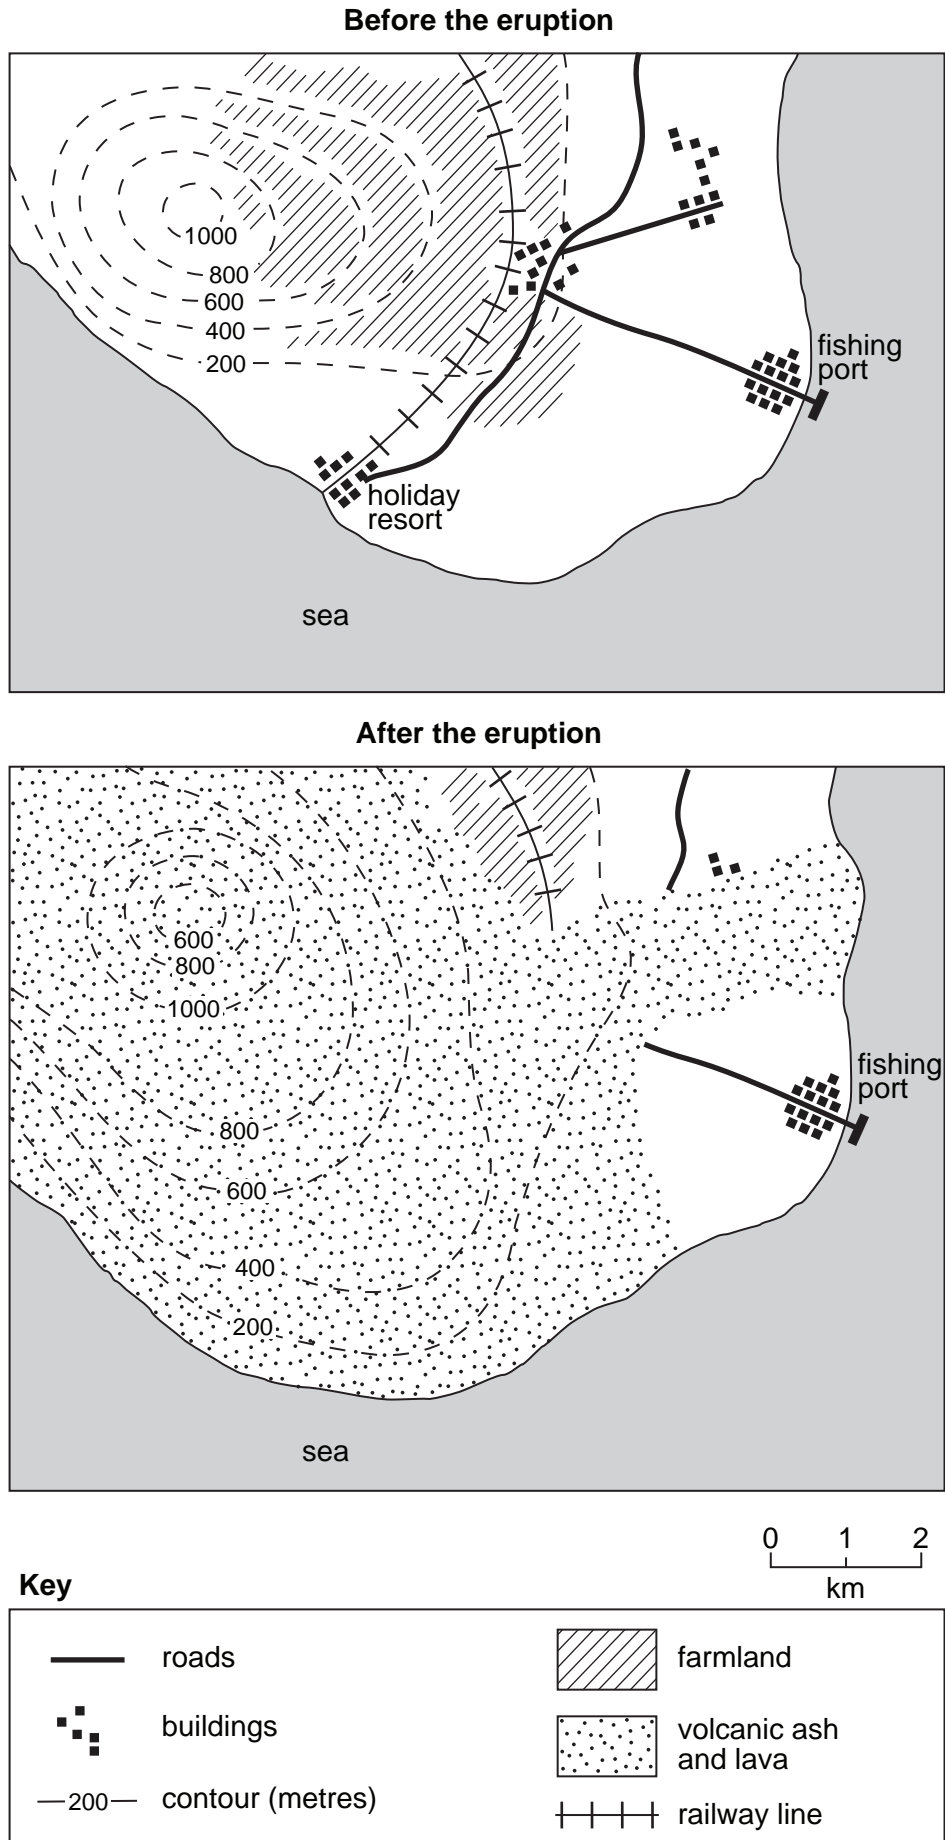 Before the eruption
1000
800
600
400
200
fishing
port
holiday
resort
sea
After the eruption
600
800
1000
fishing
port
800
600
400
200
sea
0 1 2
km
Key
roads
farmland
buildings
volcanic ash
and lava
200
contour (metres)
railway line